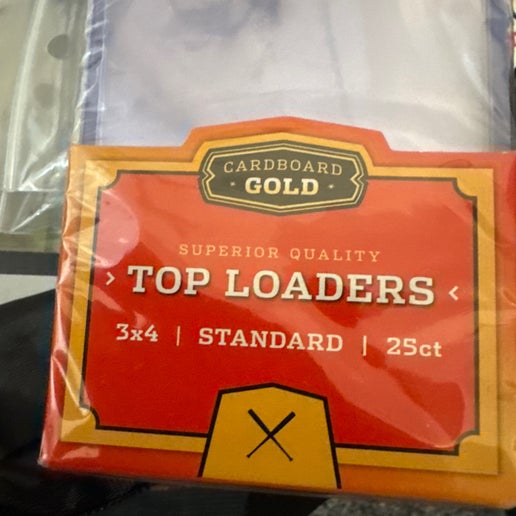 CARDBOARD
GOLD
SUPERIOR QUALITY
TOP LOADERS
3x4 | STANDARD | 25ct